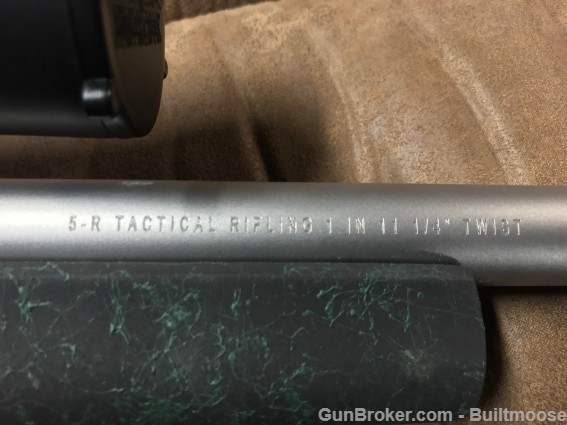 5-R TACTICAL RIFLING 1 IN 11 1/4" TWIST
GunBroker.com - Builtmoose